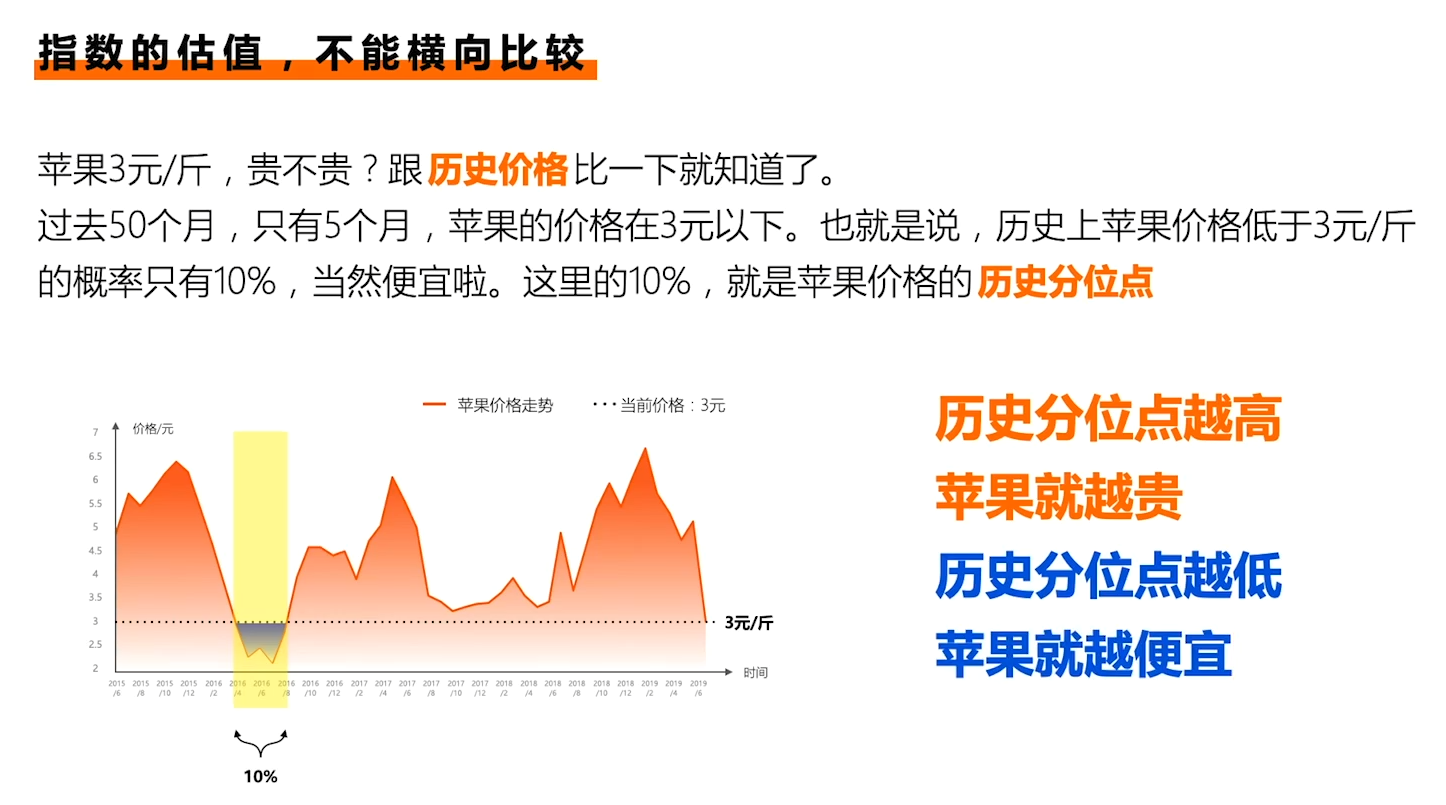 指数的估值，不能横向比较
苹果3元/斤，贵不贵？跟历史价格比一下就知道了。
过去50个月，只有5个月，苹果的价格在3元以下。也就是说，历史上苹果价格低于3元/斤
的概率只有10%，当然便宜啦。这里的10%，就是苹果价格的历史分位点
苹果价格走势
当前价格：3元
价格/元
7
6.5
6
5.5
5
4.5
4
3.5
3
2.5
2
3元/斤
时间
2015 2015 2015 2015 2016 2016 2016 2016 2016 2016 2017 2017 2017 2017 2017 2017 2018 2018 2018 2018 2018 2018 2019 2019 2019
/6 /8 /10 /12 /2 /4 /6 /8 /10 /12 /2 /4 /6 /8 /10 /12 /2 /4 /6 /8 /10 /12 /2 /4 /6
10%
历史分位点越高
苹果就越贵
历史分位点越低
苹果就越便宜